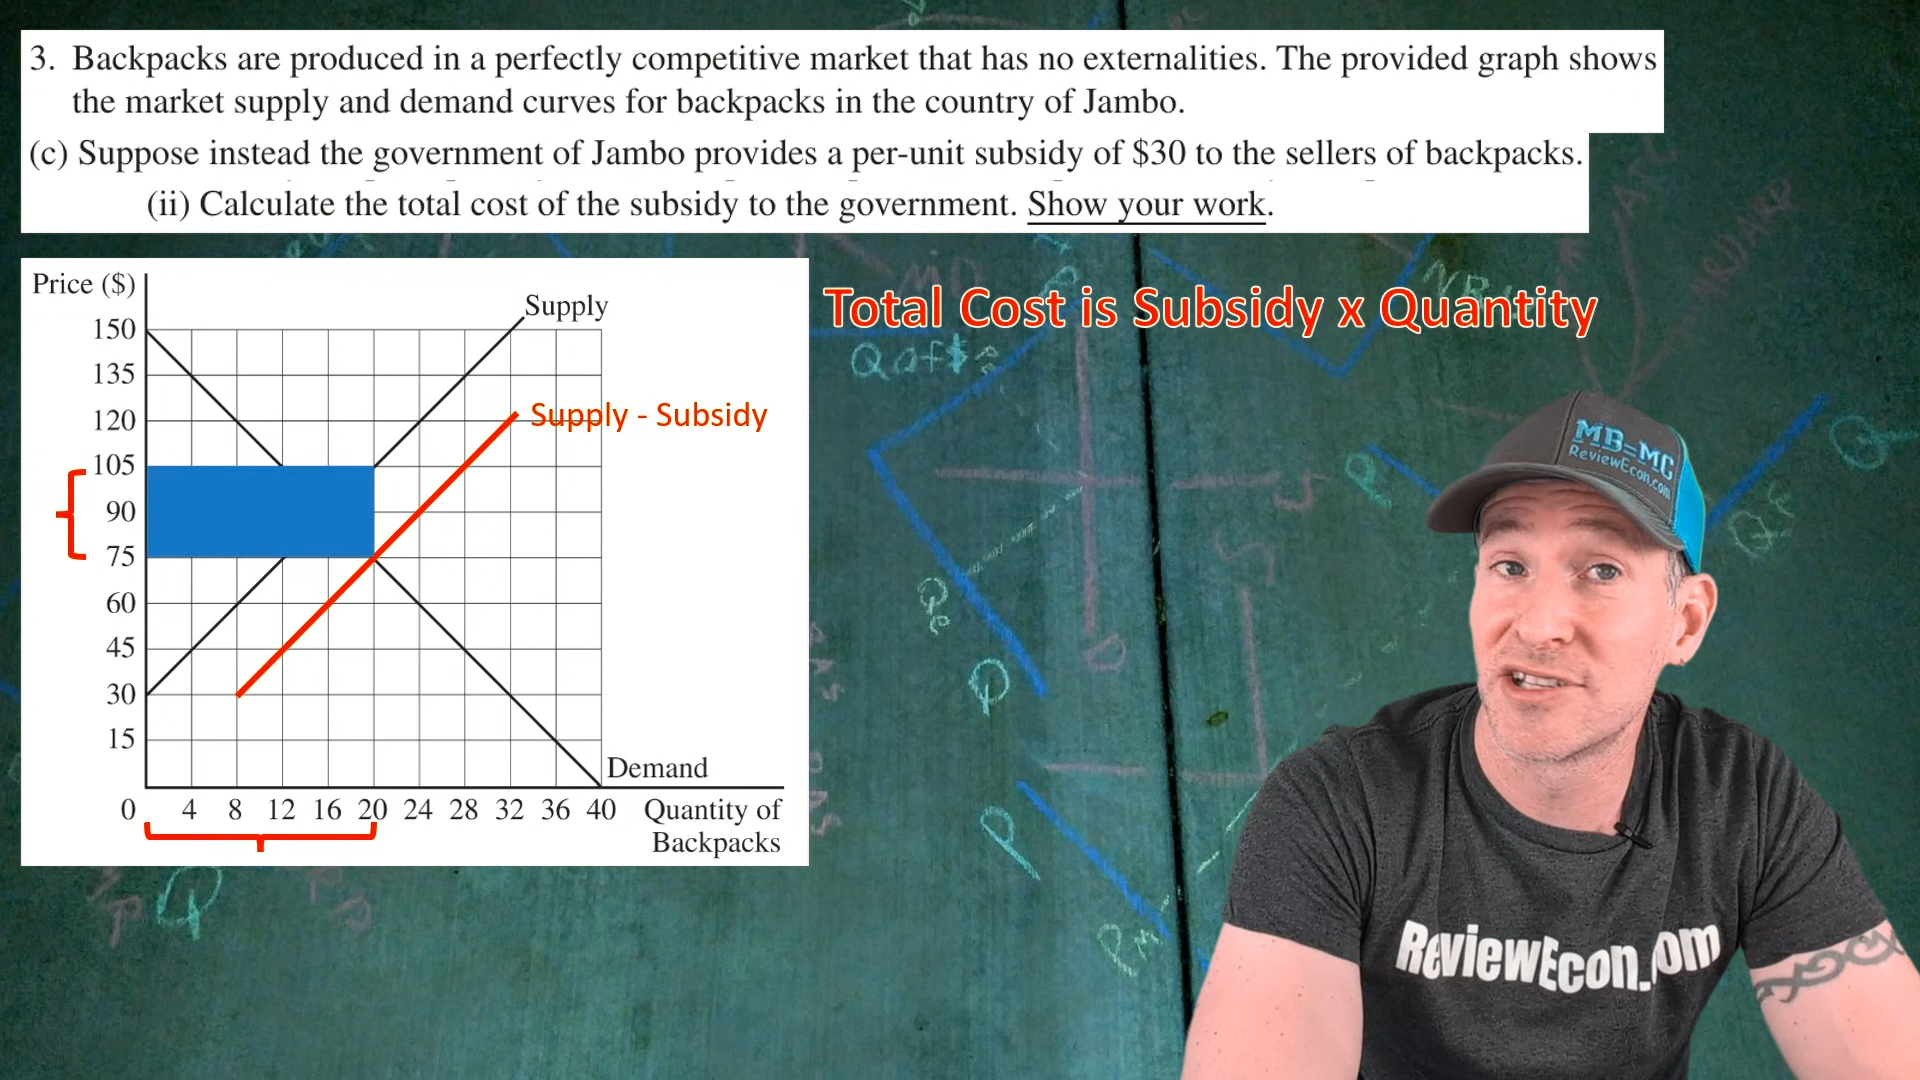 3. Backpacks are produced in a perfectly competitive market that has no externalities. The provided graph shows
the market supply and demand curves for backpacks in the country of Jambo.
(c) Suppose instead the government of Jambo provides a per-unit subsidy of $30 to the sellers of backpacks.
(ii) Calculate the total cost of the subsidy to the government. Show your work.
Total Cost is Subsidy x Quantity
Price ($)
Supply
150
135
120
Supply - Subsidy
105
90
75
60
45
30
15
Demand
0 4 8 12 16 20 24 28 32 36 40
Quantity of
Backpacks
MB=MC
ReviewEcon.com
ReviewEcon.com
Q of $
Qe
Q
P
P
Q